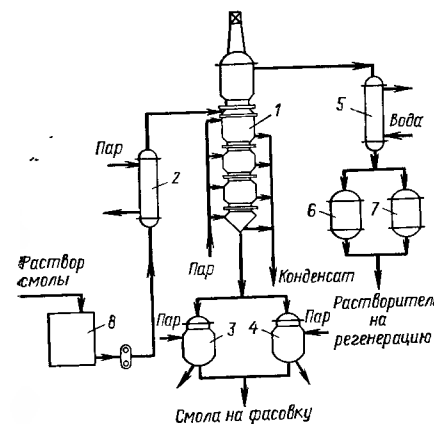 1
5
Вода
Пар
2
6
7
Пар
Конденсат
Раствор
смолы
Растворитель
на
регенерацию
8
Пар
3
4
Пар
Смола на фасовку